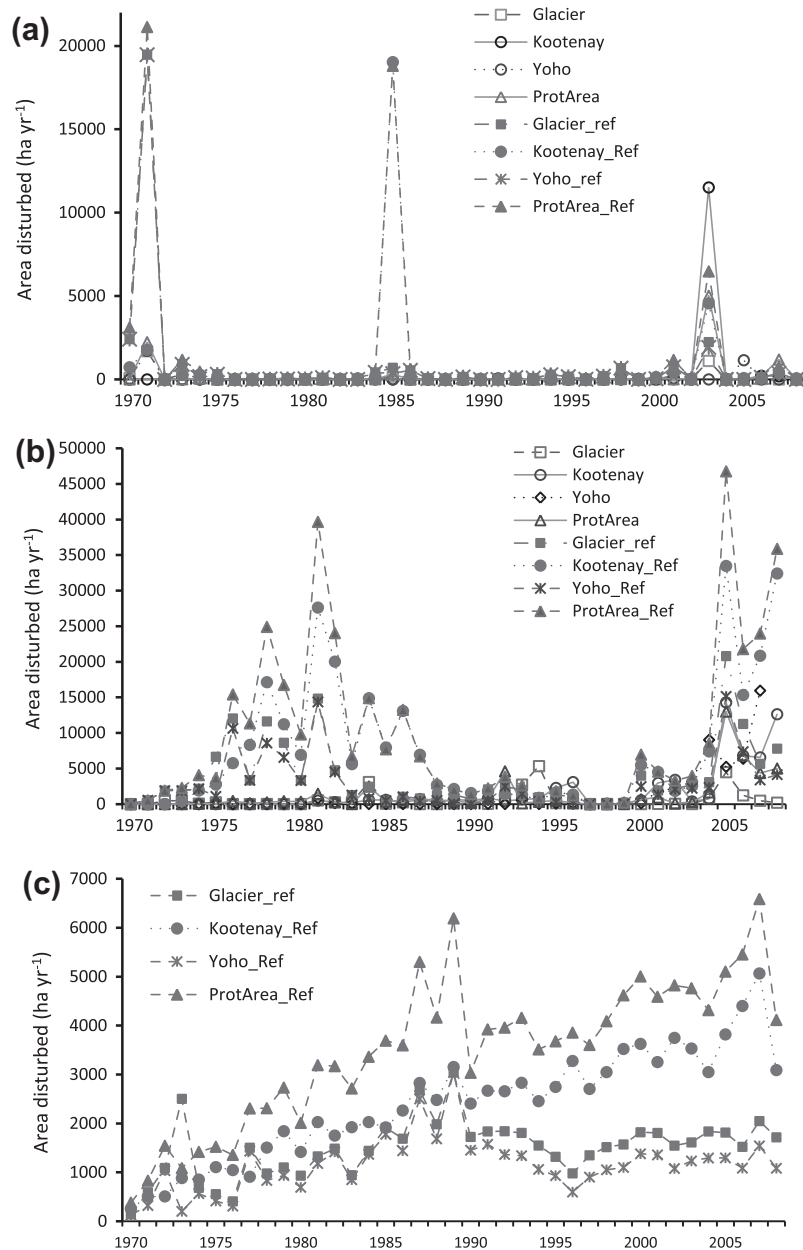 (a)
Area disturbed (ha yr-1)
20000
15000
10000
5000
0
1970 1975 1980 1985 1990 1995 2000 2005
Glacier
Kootenay
Yoho
ProtArea
Glacier_ref
Kootenay_Ref
Yoho_ref
ProtArea_Ref
(b)
Area disturbed (ha yr-1)
50000
45000
40000
35000
30000
25000
20000
15000
10000
5000
0
1970 1975 1980 1985 1990 1995 2000 2005
Glacier
Kootenay
Yoho
ProtArea
Glacier_ref
Kootenay_Ref
Yoho_Ref
ProtArea_Ref
(c)
Area disturbed (ha yr-1)
7000
6000
5000
4000
3000
2000
1000
0
1970 1975 1980 1985 1990 1995 2000 2005
Glacier_ref
Kootenay_Ref
Yoho_Ref
ProtArea_Ref